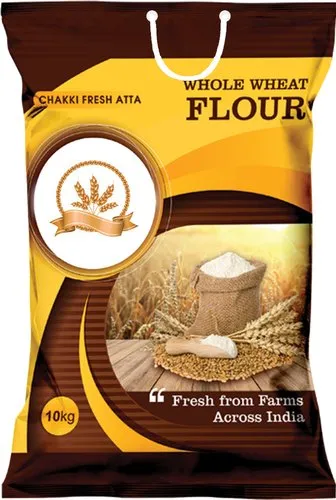 CHAKKI FRESH ATTA
WHOLE WHEAT
FLOUR
10kg
“ Fresh from Farms
Across India